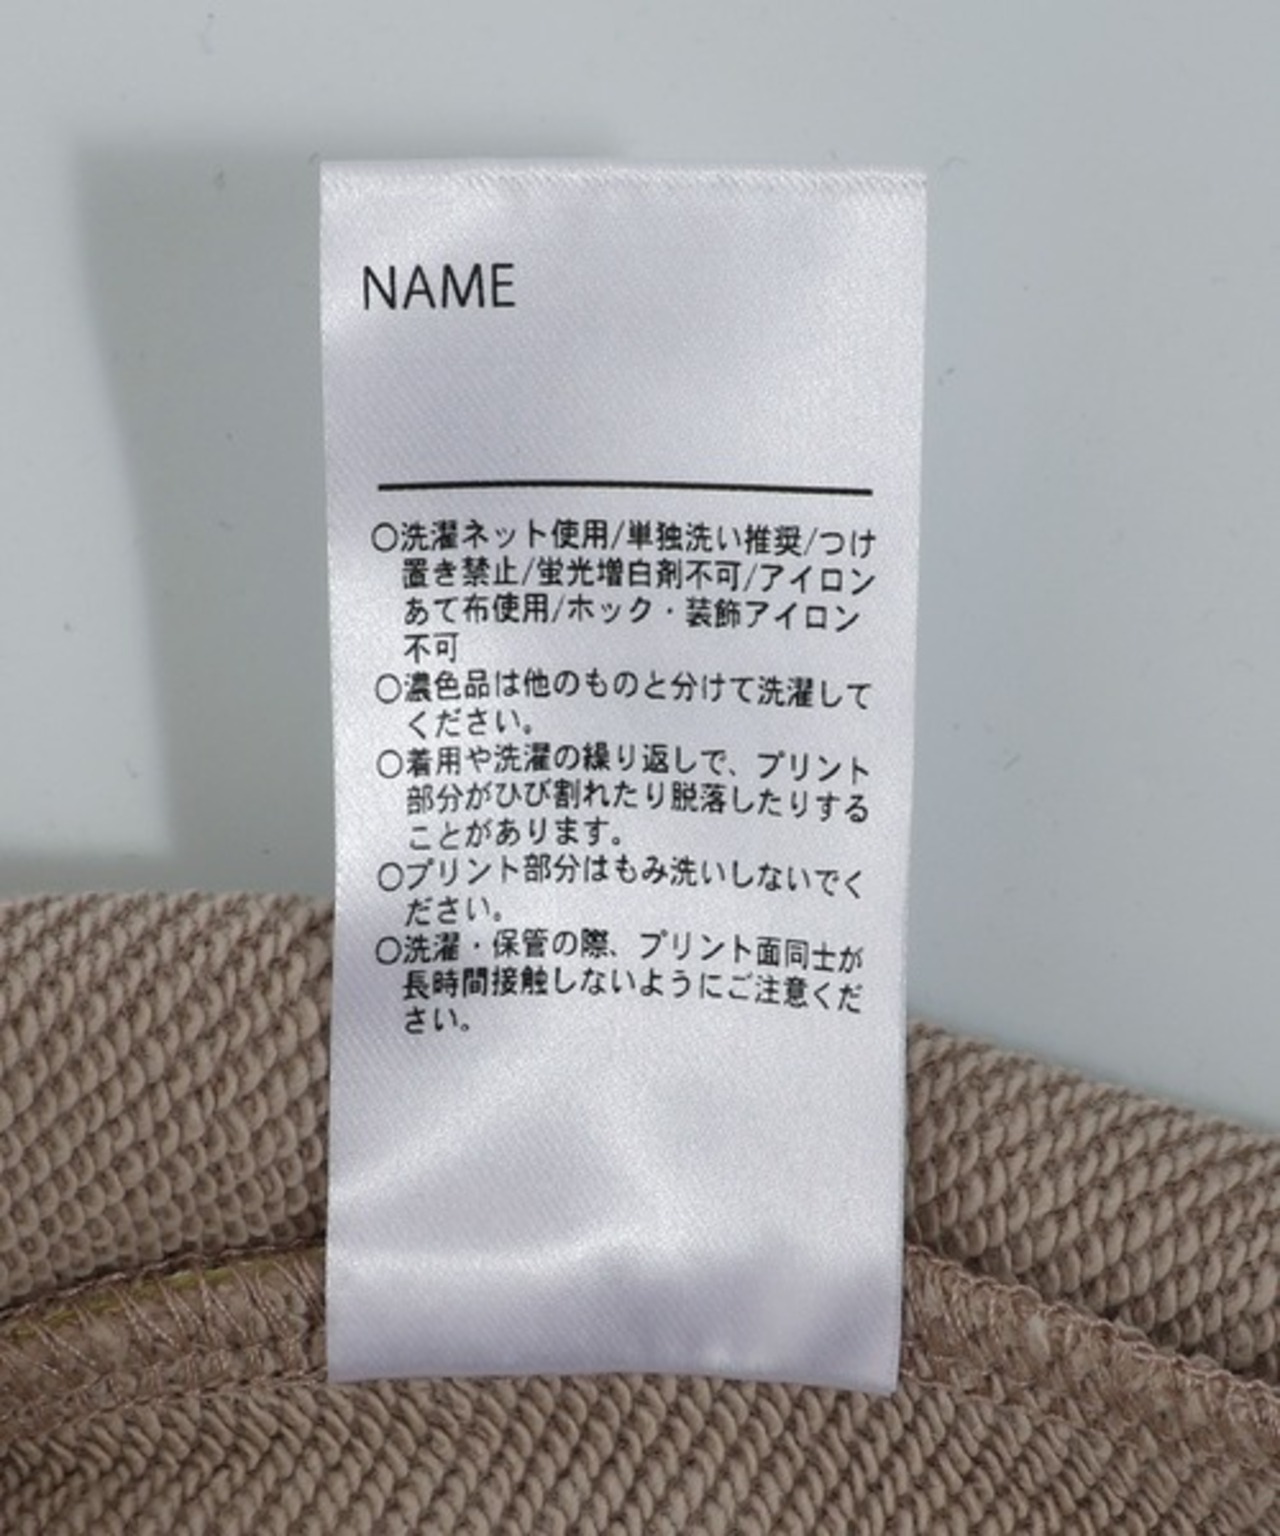 NAME
○洗濯ネット使用/単独洗い推奨/つけ
置き禁止/蛍光増白剤不可/アイロン
あて布使用/ホック・装飾アイロン
不可
○濃色品は他のものと分けて洗濯して
ください。
○着用や洗濯の繰り返しで、プリント
部分がひび割れたり脱落したりする
ことがあります。
○プリント部分はもみ洗いしないでく
ださい。
○洗濯・保管の際、プリント面同士が
長時間接触しないようにご注意くだ
さい。